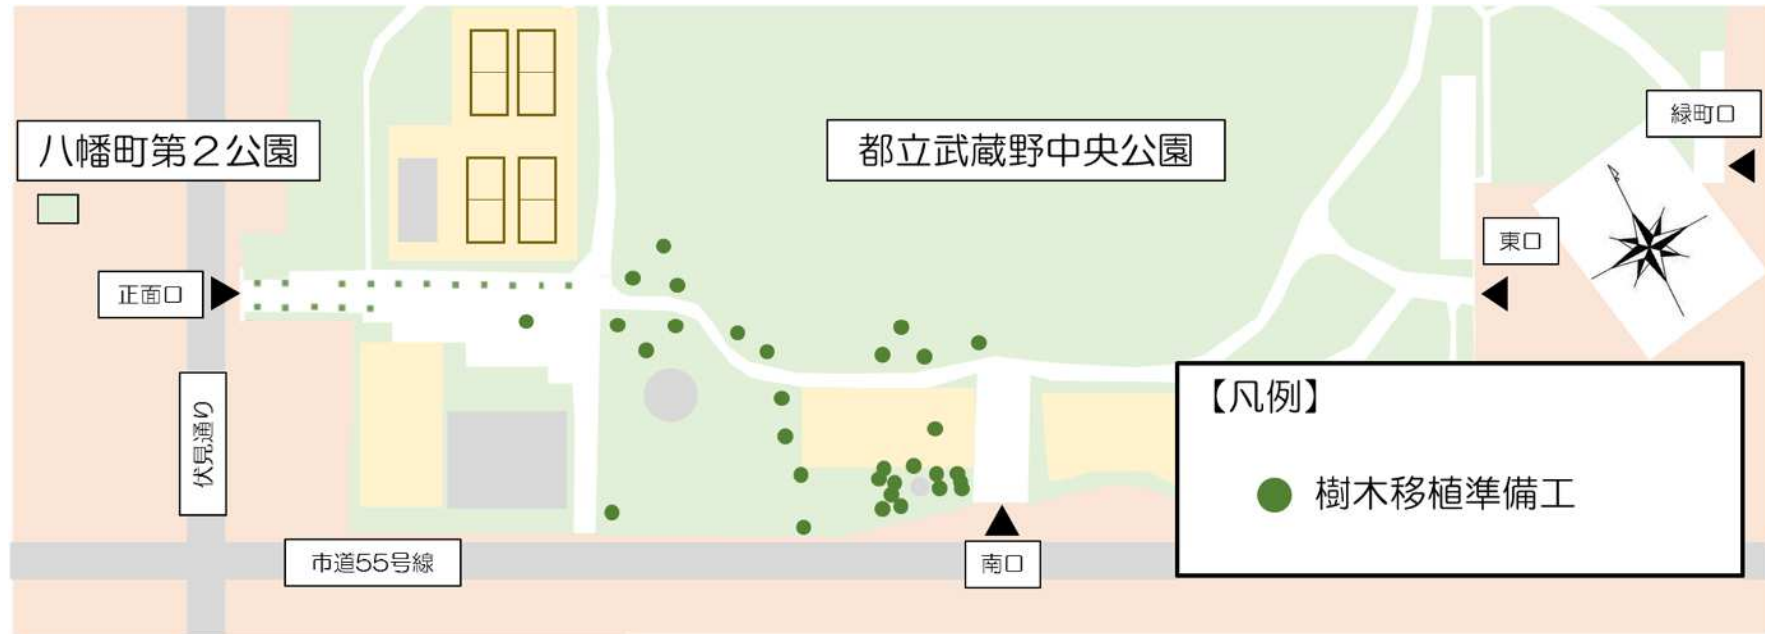 八幡町第２公園
都立武蔵野中央公園
緑町口
東口
正面口
伏見通り
【凡例】
樹木移植準備工
市道55号線
南口